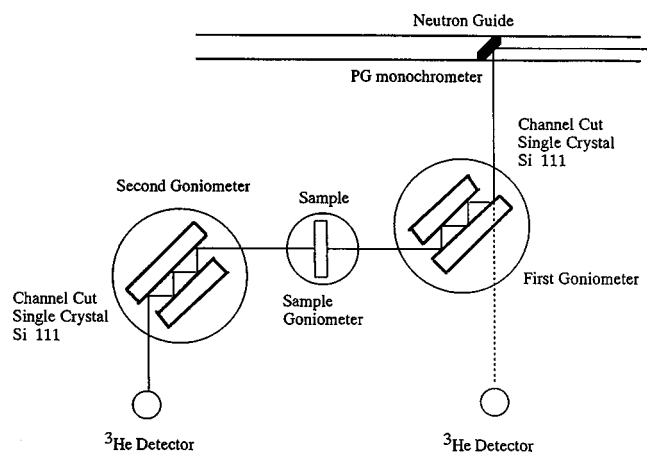 Neutron Guide
PG monochrometer
Channel Cut
Single Crystal
Si 111
Second Goniometer
Sample
First Goniometer
Channel Cut
Single Crystal
Si 111
Sample
Goniometer
³He Detector
³He Detector